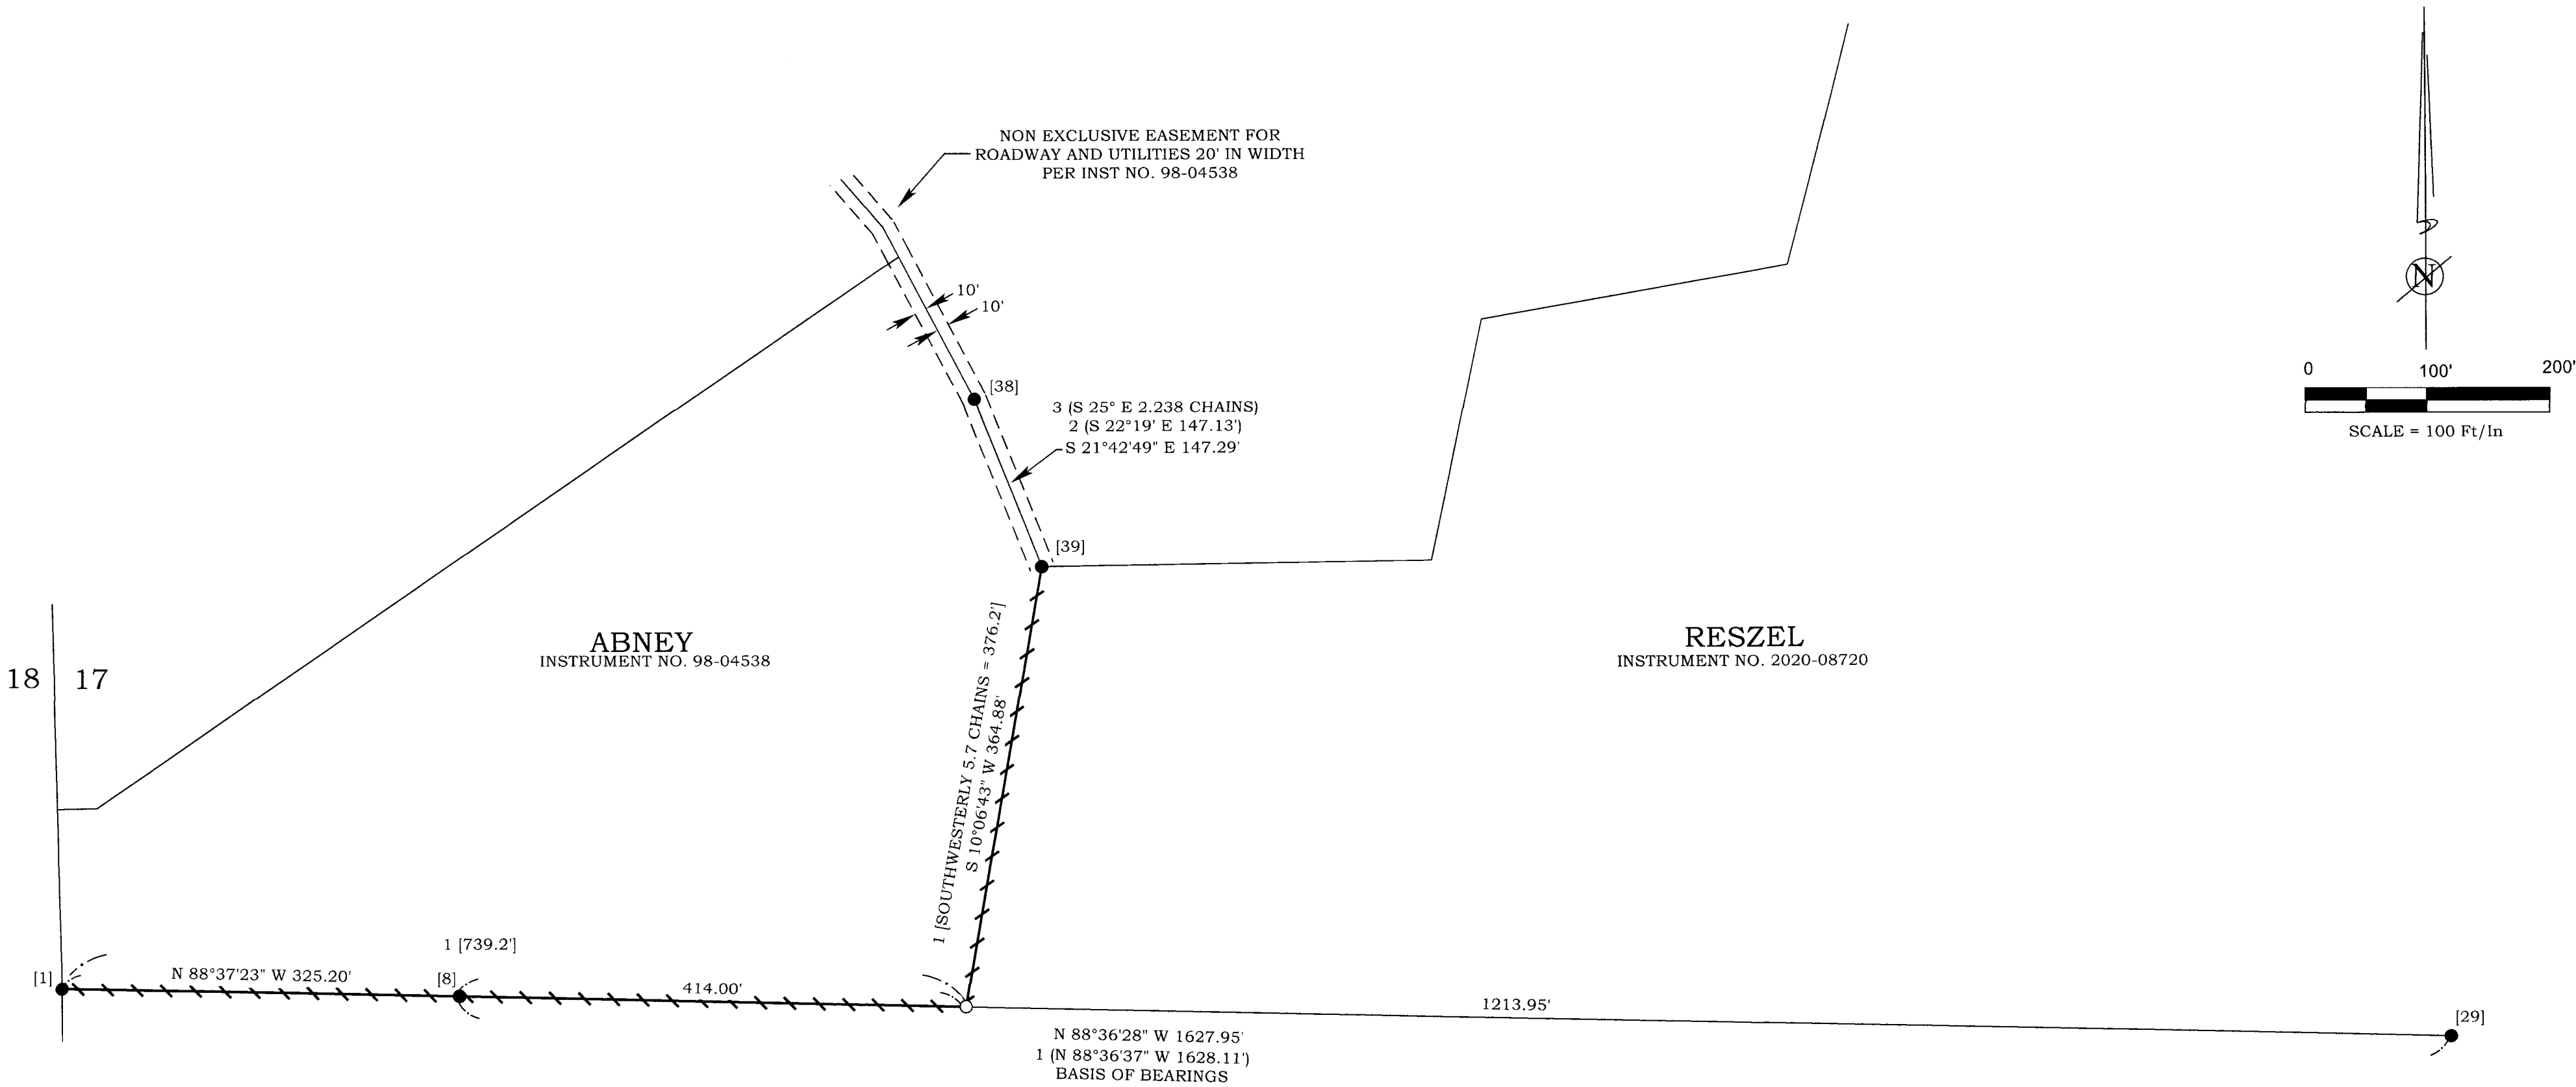 NON EXCLUSIVE EASEMENT FOR
ROADWAY AND UTILITIES 20' IN WIDTH
PER INST NO. 98-04538
N
0 100' 200'
SCALE = 100 Ft/In
10'
10'
[38]
3 (S 25° E 2.238 CHAINS)
2 (S 22°19' E 147.13')
S 21°42'49" E 147.29'
[39]
ABNEY
INSTRUMENT NO. 98-04538
RESZEL
INSTRUMENT NO. 2020-08720
18 17
1 [SOUTHWESTERLY 5.7 CHAINS = 376.2']
S 10°06'43" W 364.88'
1 [739.2']
[1]
N 88°37'23" W 325.20'
[8]
414.00'
1213.95'
[29]
N 88°36'28" W 1627.95'
1 (N 88°36'37" W 1628.11')
BASIS OF BEARINGS